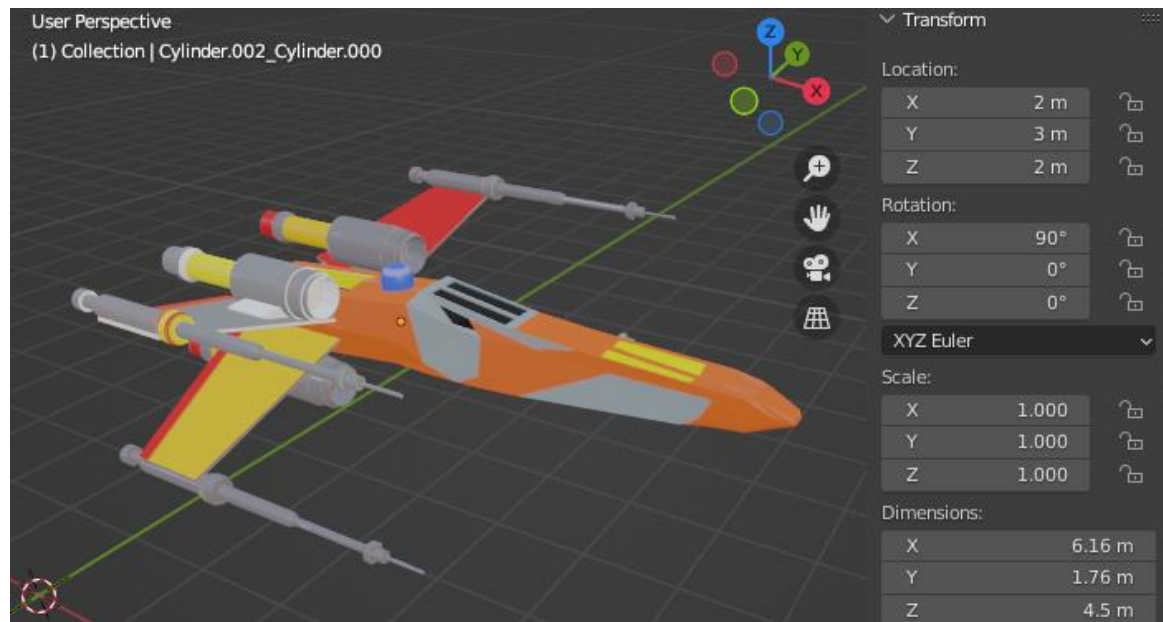 User Perspective
(1) Collection | Cylinder.002_Cylinder.000
Z
Y
X
Transform
Location:
X 2 m
Y 3 m
Z 2 m
Rotation:
X 90°
Y 0°
Z 0°
XYZ Euler
Scale:
X 1.000
Y 1.000
Z 1.000
Dimensions:
X 6.16 m
Y 1.76 m
Z 4.5 m